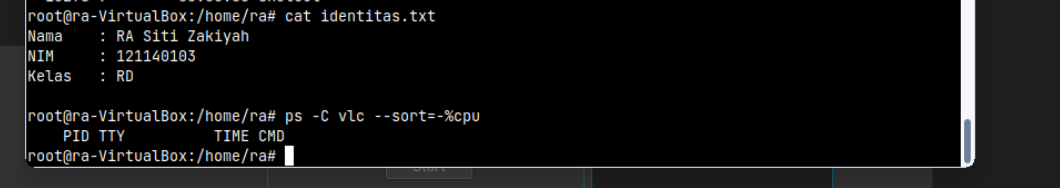 root@ra-VirtualBox:/home/ra# cat identitas.txt
Nama    : RA Siti Zakiyah
NIM     : 121140103
Kelas   : RD
root@ra-VirtualBox:/home/ra# ps -C vlc --sort=-%cpu
    PID TTY          TIME CMD
root@ra-VirtualBox:/home/ra#
Start